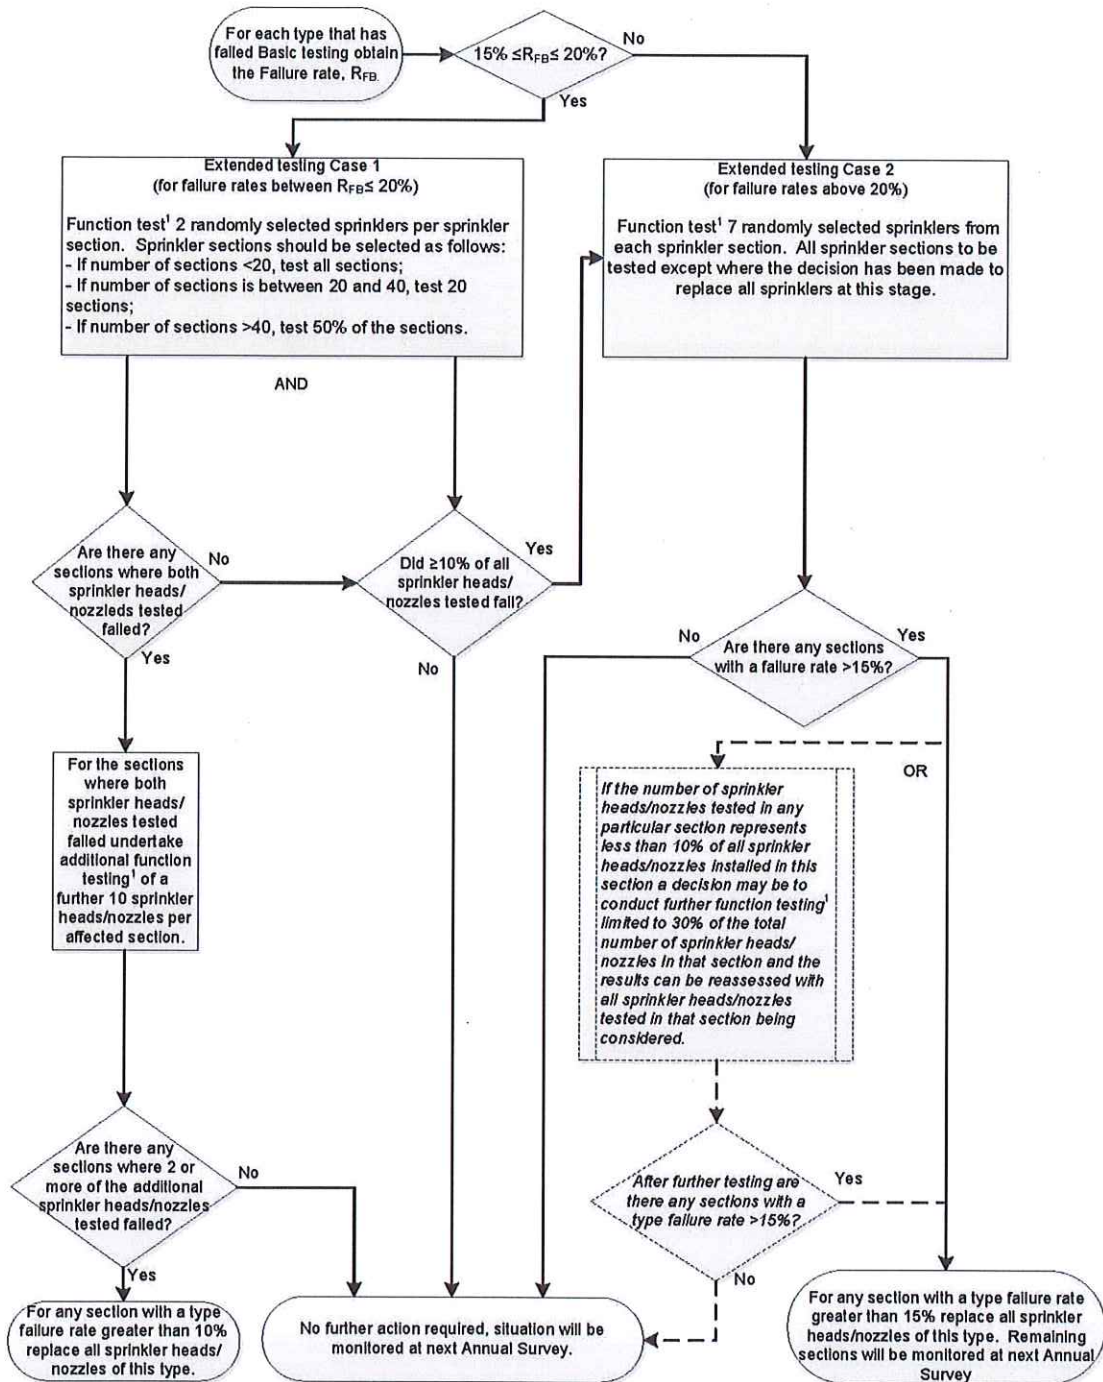 For each type that has
failed Basic testing obtain
the Failure rate, RFB.
15% ≤RFB≤ 20%?
No
Yes
Extended testing Case 1
(for failure rates between RFB≤ 20%)
Function test¹ 2 randomly selected sprinklers per sprinkler
section. Sprinkler sections should be selected as follows:
- If number of sections <20, test all sections;
- If number of sections is between 20 and 40, test 20
sections;
- If number of sections >40, test 50% of the sections.
Extended testing Case 2
(for failure rates above 20%)
Function test¹ 7 randomly selected sprinklers from
each sprinkler section. All sprinkler sections to be
tested except where the decision has been made to
replace all sprinklers at this stage.
AND
Are there any
sections where both
sprinkler heads/
nozzleds tested
failed?
No
Yes
Did ≥10% of all
sprinkler heads/
nozzles tested fail?
Yes
No
Are there any sections
with a failure rate >15%?
No
Yes
For the sections
where both
sprinkler heads/
nozzles tested
failed undertake
additional function
testing¹ of a
further 10 sprinkler
heads/nozzles per
affected section.
OR
If the number of sprinkler
heads/nozzles tested in any
particular section represents
less than 10% of all sprinkler
heads/nozzles installed in this
section a decision may be to
conduct further function testing¹
limited to 30% of the total
number of sprinkler heads/
nozzles in that section and the
results can be reassessed with
all sprinkler heads/nozzles
tested in that section being
considered.
Are there any
sections where 2 or
more of the additional
sprinkler heads/nozzles
tested failed?
No
Yes
After further testing are
there any sections with a
type failure rate >15%?
Yes
No
For any section with a type
failure rate greater than 10%
replace all sprinkler heads/
nozzles of this type.
No further action required, situation will be
monitored at next Annual Survey.
For any section with a type failure rate
greater than 15% replace all sprinkler
heads/nozzles of this type. Remaining
sections will be monitored at next Annual
Survey